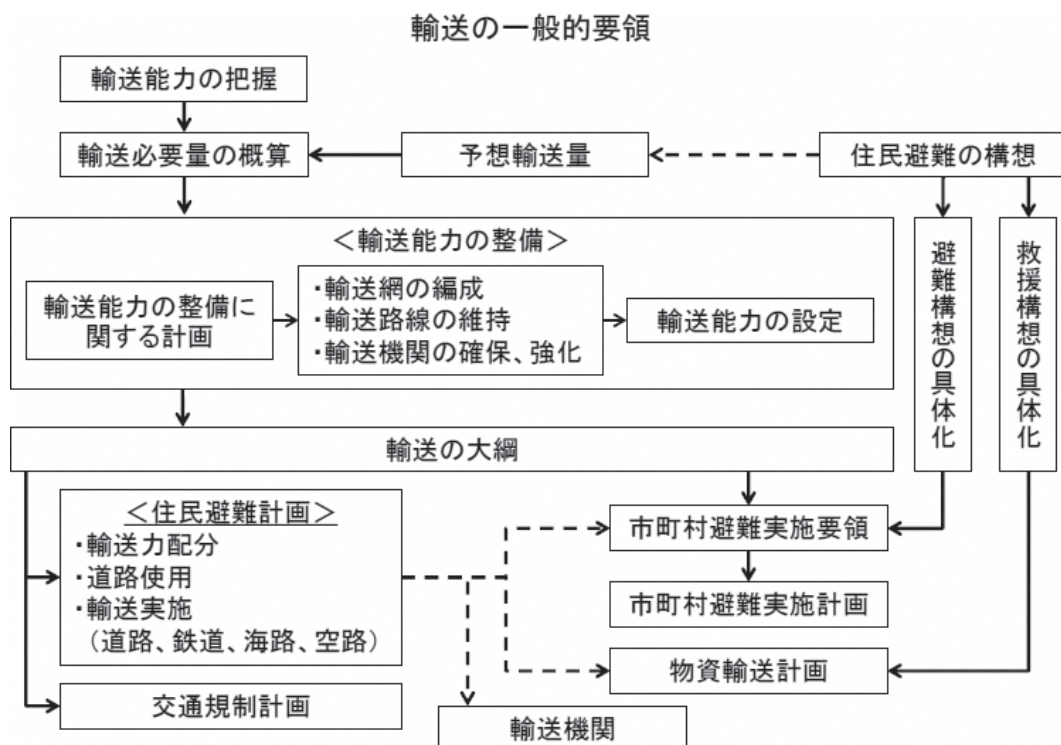 輸送の一般的要領
輸送能力の把握
輸送必要量の概算
予想輸送量
住民避難の構想
＜輸送能力の整備＞
輸送能力の整備に
関する計画
・輸送網の編成
・輸送路線の維持
・輸送機関の確保、強化
輸送能力の設定
避難構想の具体化
救援構想の具体化
輸送の大綱
＜住民避難計画＞
・輸送力配分
・道路使用
・輸送実施
（道路、鉄道、海路、空路）
市町村避難実施要領
市町村避難実施計画
物資輸送計画
交通規制計画
輸送機関